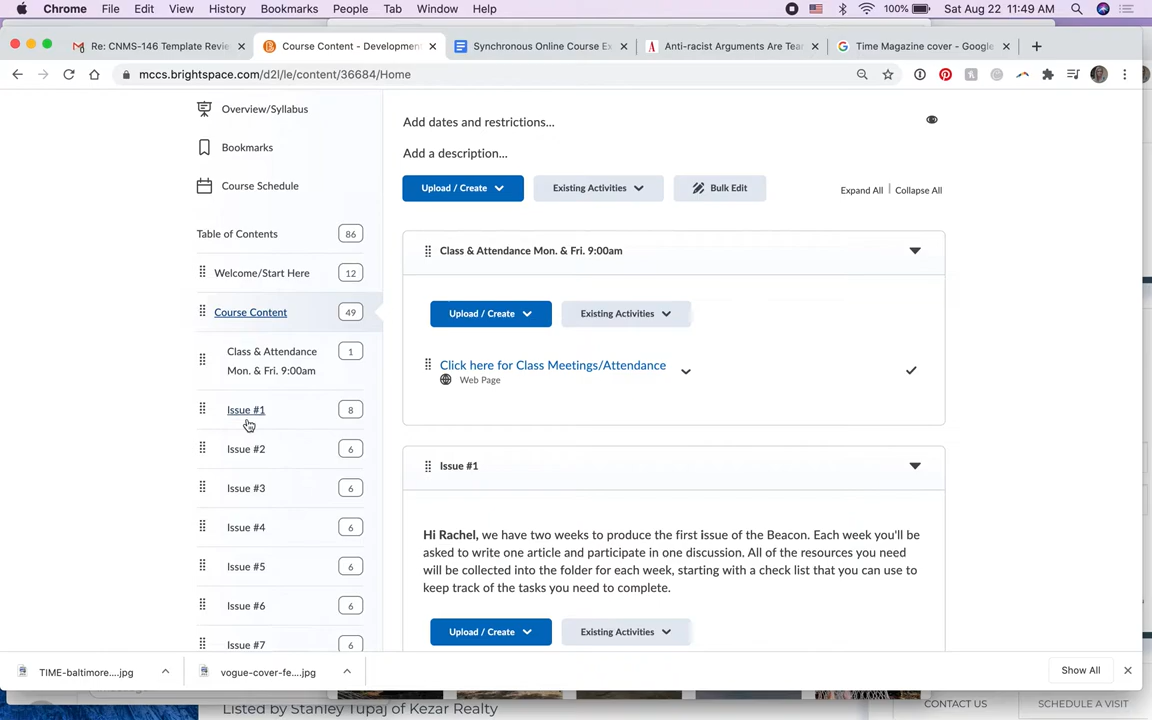 Chrome File Edit View History Bookmarks People Tab Window Help 100% Sat Aug 22 11:49 AM
Re: CNMS-146 Template Revie
Course Content - Developmen
Synchronous Online Course Ex
Anti-racist Arguments Are Tear
Time Magazine cover - Google
mccs.brightspace.com/d2l/le/content/36684/Home
Overview/Syllabus
Bookmarks
Course Schedule
Table of Contents 86
Welcome/Start Here 12
Course Content 49
Class & Attendance 1
Mon. & Fri. 9:00am
Issue #1 8
Issue #2 6
Issue #3 6
Issue #4 6
Issue #5 6
Issue #6 6
Issue #7 6
Add dates and restrictions...
Add a description...
Upload / Create Existing Activities Bulk Edit Expand All Collapse All
Class & Attendance Mon. & Fri. 9:00am
Upload / Create Existing Activities
Click here for Class Meetings/Attendance
Web Page
Issue #1
Hi Rachel, we have two weeks to produce the first issue of the Beacon. Each week you'll be
asked to write one article and participate in one discussion. All of the resources you need
will be collected into the folder for each week, starting with a check list that you can use to
keep track of the tasks you need to complete.
Upload / Create Existing Activities
TIME-baltimore....jpg
vogue-cover-fe....jpg
Show All
Listed by Stanley Tupaj of Kezar Realty
CONTACT US
SCHEDULE A VISIT